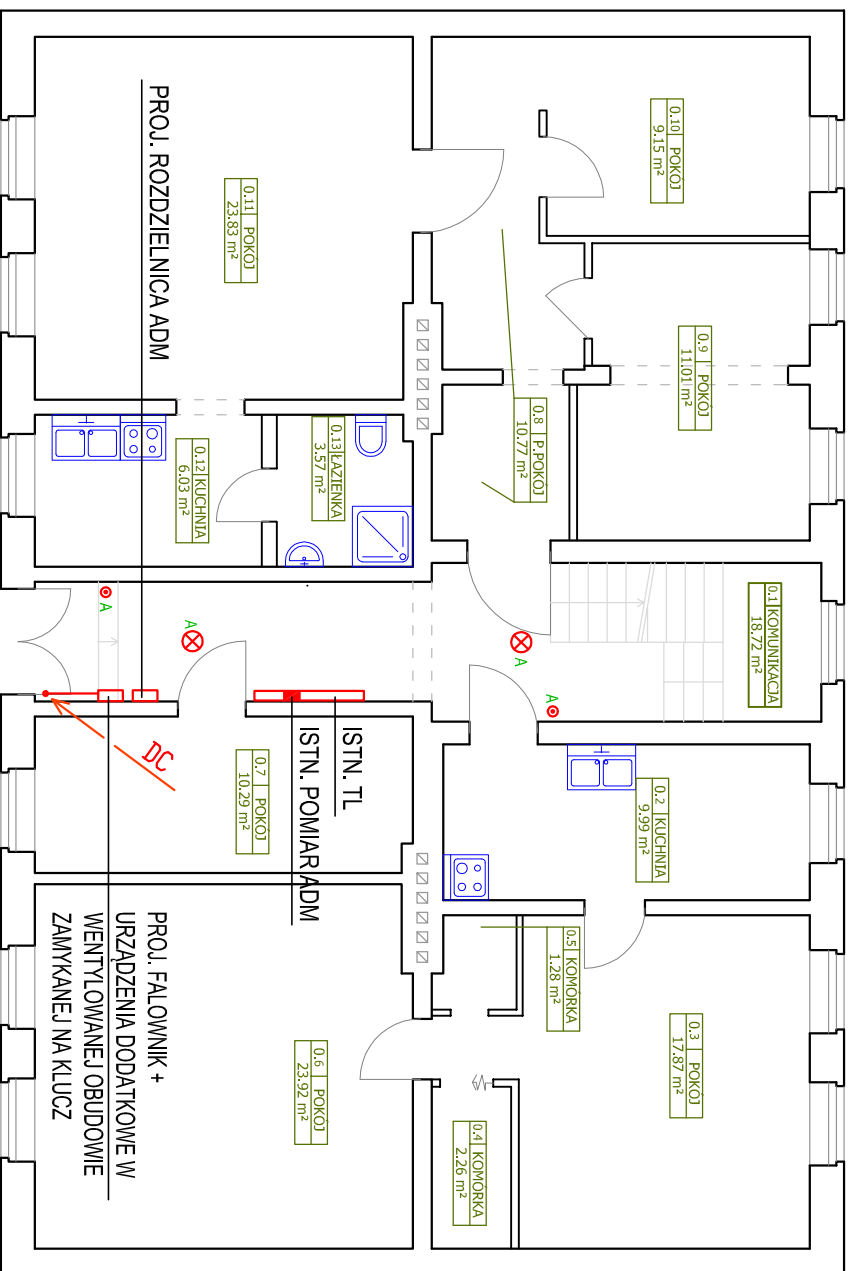 0.10 POKÓJ
9.15 m²
0.9 POKÓJ
11.01 m²
0.1 KOMUNIKACJA
18.72 m²
0.2 KUCHNIA
9.99 m²
0.3 POKÓJ
17.87 m²
0.8 P.POKÓJ
10.77 m²
0.5 KOMÓRKA
1.28 m²
0.4 KOMÓRKA
2.26 m²
0.11 POKÓJ
23.83 m²
0.13 ŁAZIENKA
3.57 m²
0.12 KUCHNIA
6.03 m²
0.7 POKÓJ
10.29 m²
0.6 POKÓJ
23.92 m²
A
A
A
A
ISTN. TL
ISTN. POMIAR ADM
PROJ. ROZDZIELNICA ADM
DC
PROJ. FALOWNIK +
URZĄDZENIA DODATKOWE W
WENTYLOWANEJ OBUDOWIE
ZAMYKANEJ NA KLUCZ